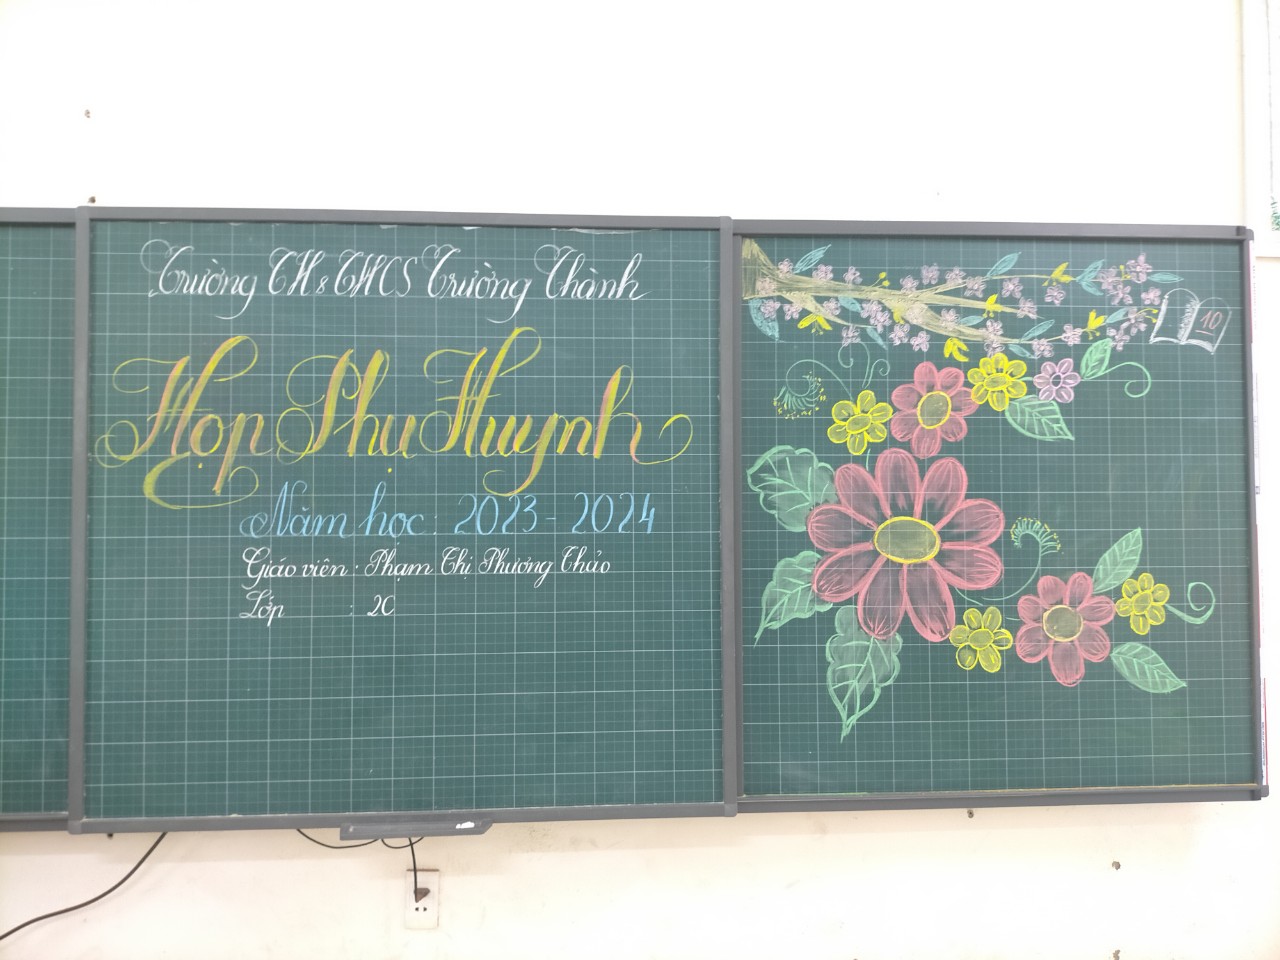 Trường TH & THCS Trường Thành
Họp Phụ Huynh
Năm học: 2023 - 2024
Giáo viên: Phạm Thị Phương Thảo
Lớp : 2C
10